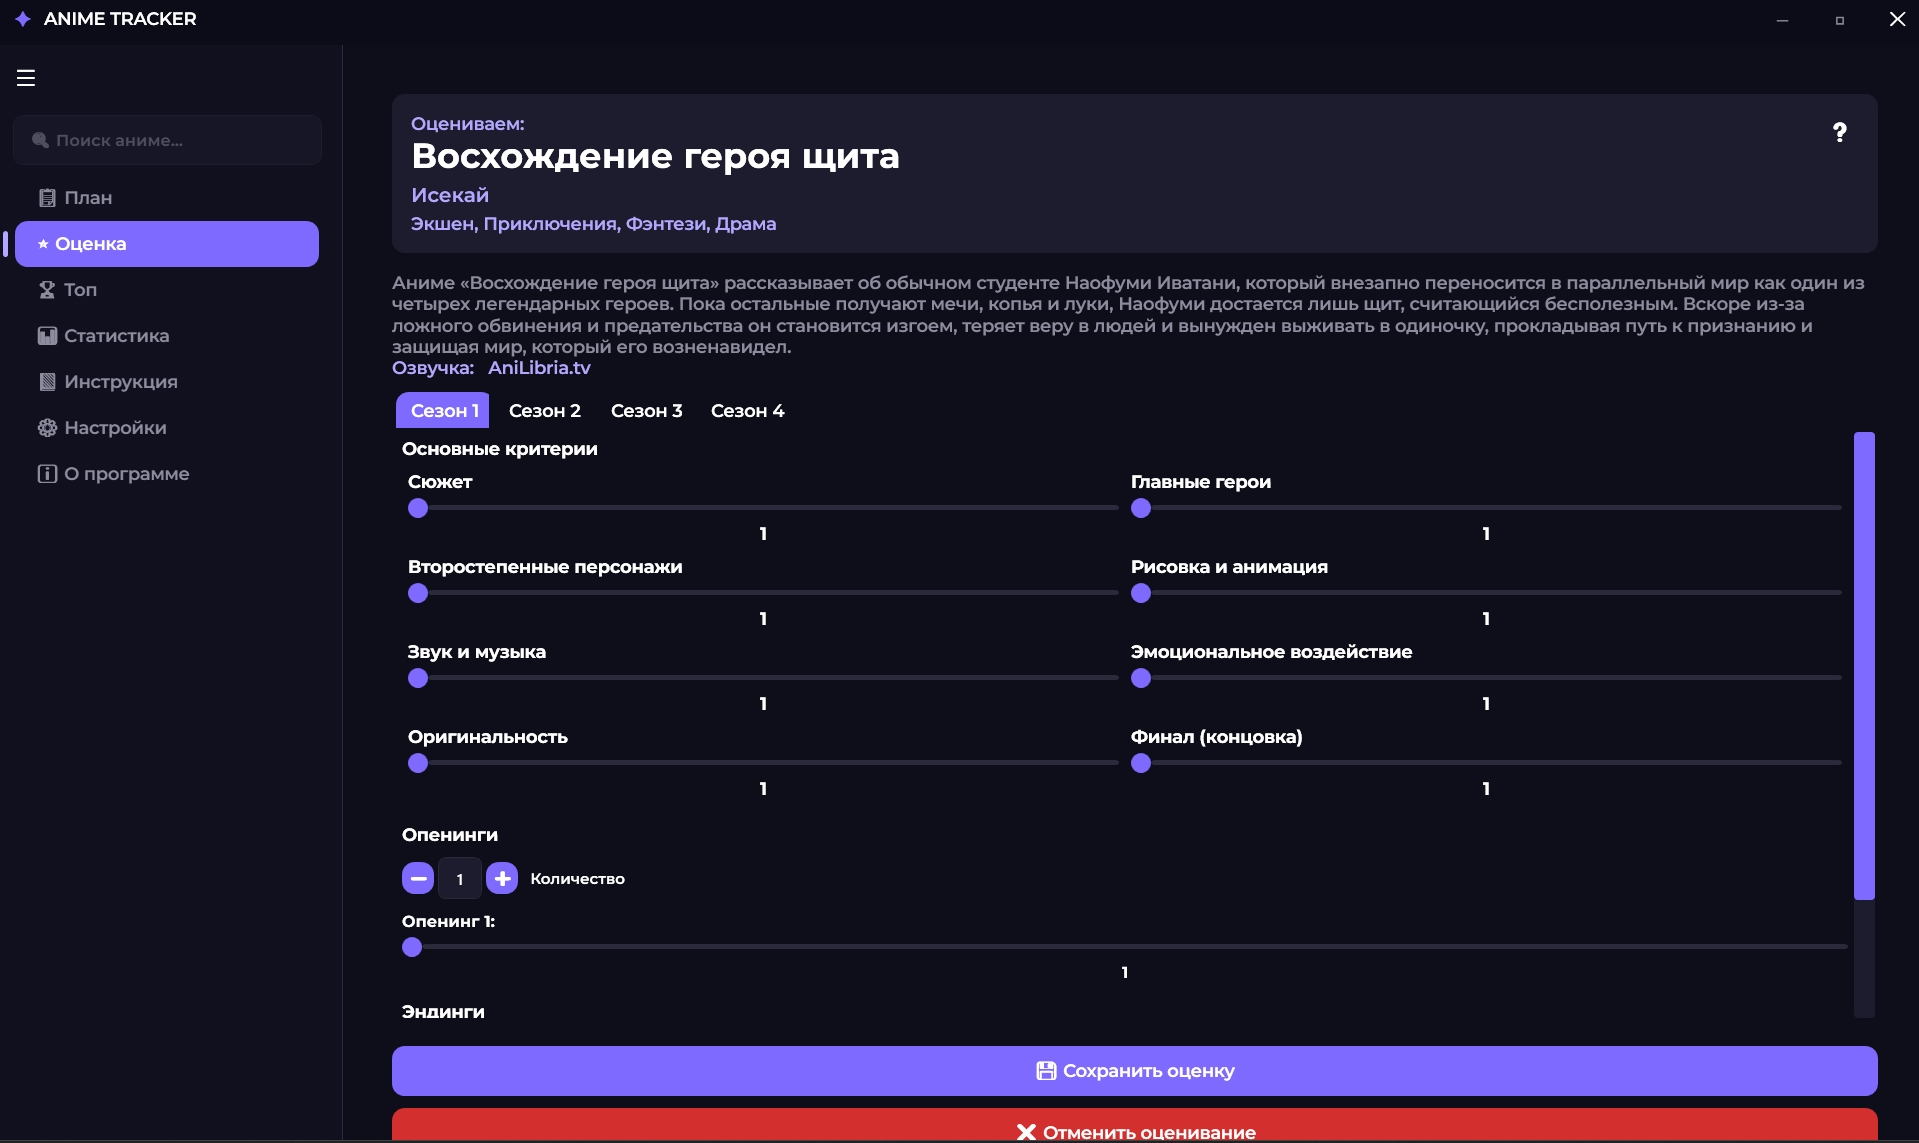 ANIME TRACKER
Поиск аниме...
План
Оценка
Топ
Статистика
Инструкция
Настройки
О программе
Оцениваем:
Восхождение героя щита
?
Исекай
Экшен, Приключения, Фэнтези, Драма
Аниме «Восхождение героя щита» рассказывает об обычном студенте Наофуми Иватани, который внезапно переносится в параллельный мир как один из
четырех легендарных героев. Пока остальные получают мечи, копья и луки, Наофуми достается лишь щит, считающийся бесполезным. Вскоре из-за
ложного обвинения и предательства он становится изгоем, теряет веру в людей и вынужден выживать в одиночку, прокладывая путь к признанию и
защищая мир, который его возненавидел.
Озвучка: AniLibria.tv
Сезон 1 Сезон 2 Сезон 3 Сезон 4
Основные критерии
Сюжет
1
Главные герои
1
Второстепенные персонажи
1
Рисовка и анимация
1
Звук и музыка
1
Эмоциональное воздействие
1
Оригинальность
1
Финал (концовка)
1
Опенинги
1 Количество
Опенинг 1:
1
Эндинги
Сохранить оценку
Отменить оценивание